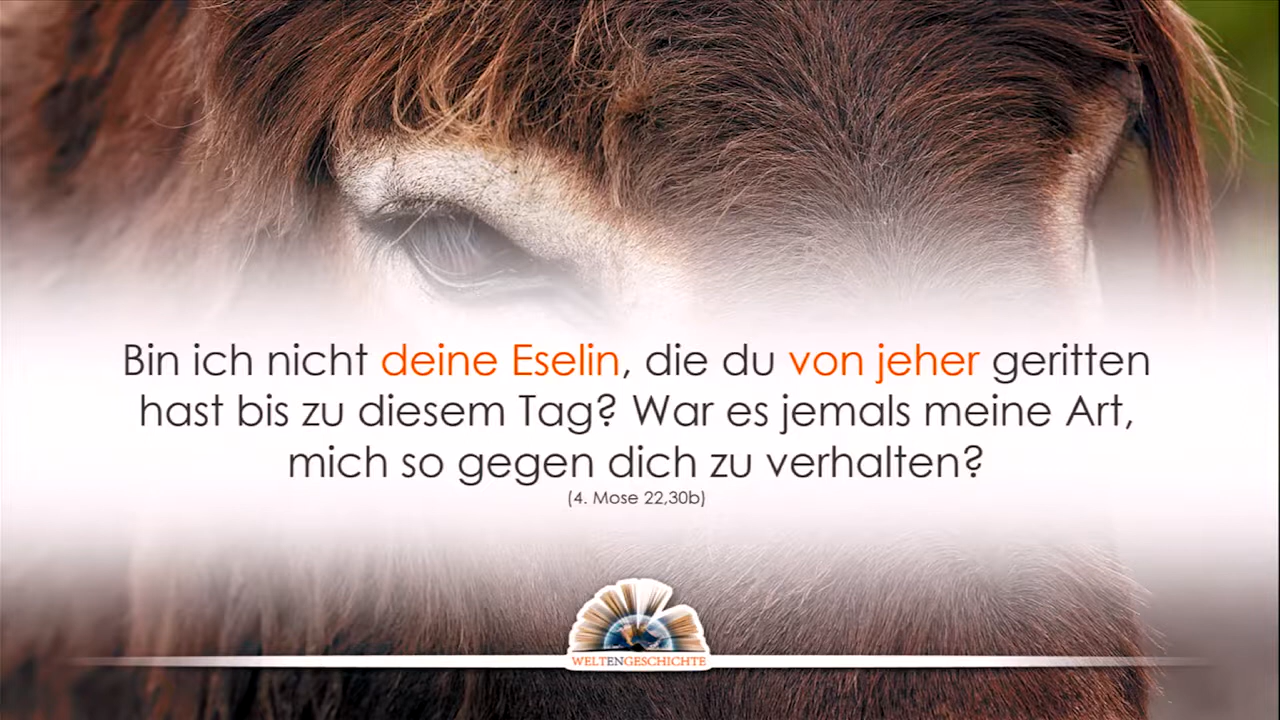 Bin ich nicht deine Eselin, die du von jeher geritten
hast bis zu diesem Tag? War es jemals meine Art,
mich so gegen dich zu verhalten?
(4. Mose 22,30b)
WELTENGESCHICHTE